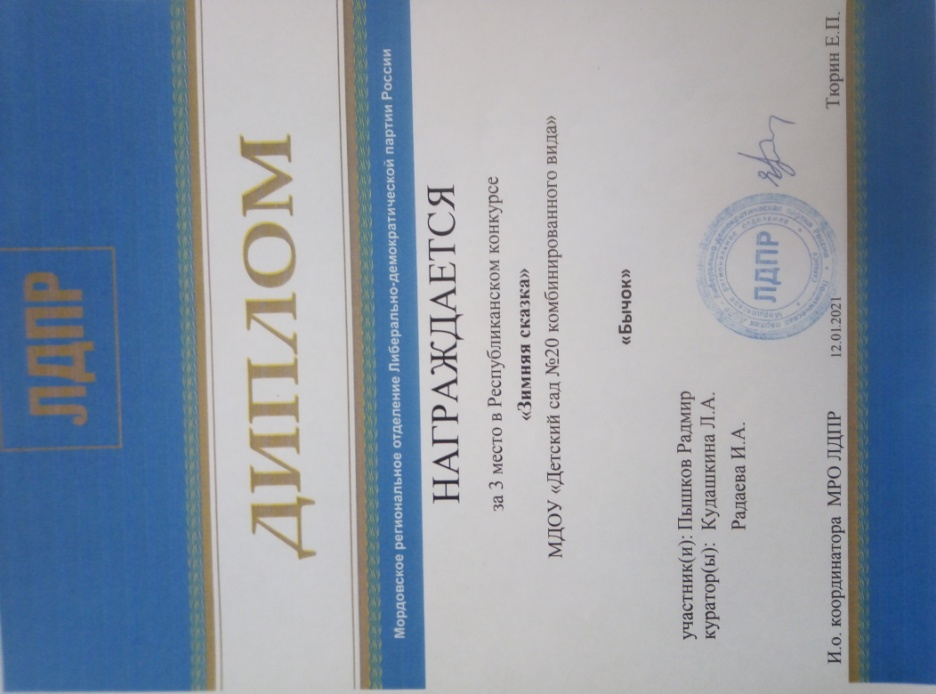 ЛДПР
ДИПЛОМ
Мордовское региональное отделение Либерально-демократической партии России
НАГРАЖДАЕТСЯ
за 3 место в Республиканском конкурсе
«Зимняя сказка»
МДОУ «Детский сад №20 комбинированного вида»
«Бычок»
участник(и): Пышков Радмир
куратор(ы): Кудашкина Л.А.
Радаева И.А.
ЛДПР
И.о. координатора МРО ЛДПР 12.01.2021 Тюрин Е.П.